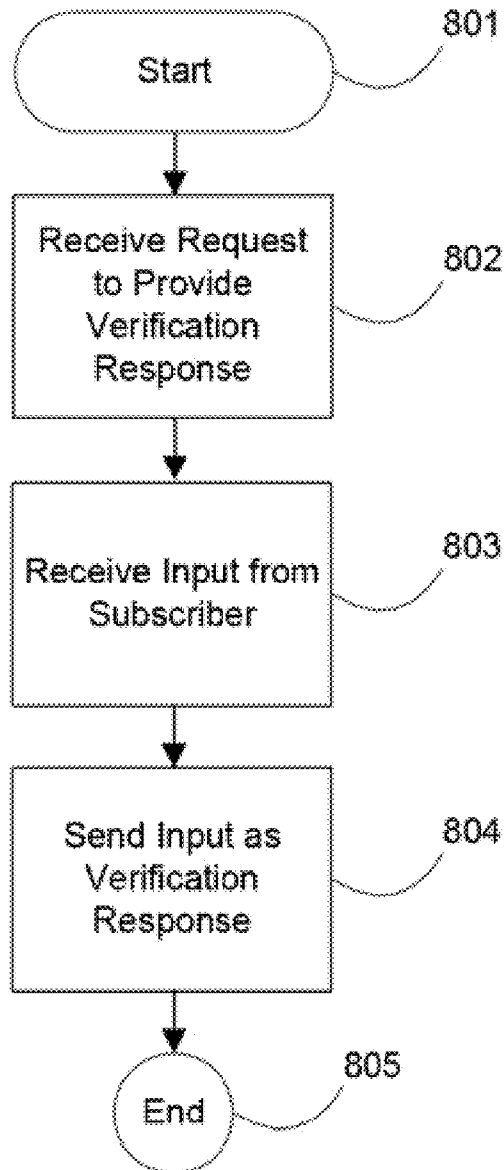 Start
801
Receive Request
to Provide
Verification
Response
802
Receive Input from
Subscriber
803
Send Input as
Verification
Response
804
End
805